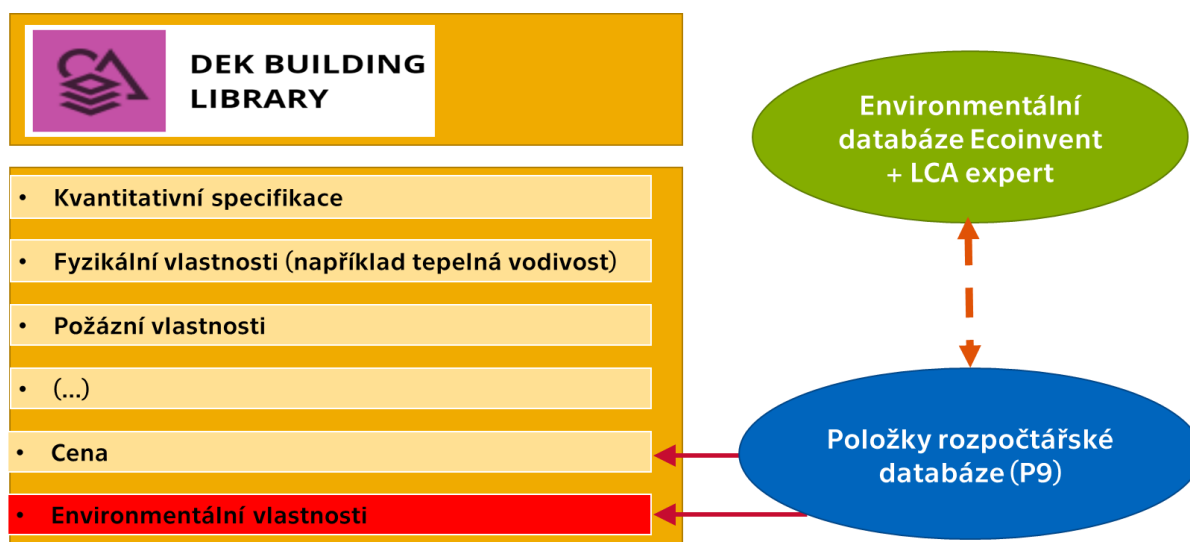 DEK BUILDING
LIBRARY
• Kvantitativní specifikace
• Fyzikální vlastnosti (například tepelná vodivost)
• Požázní vlastnosti
• (...)
• Cena
• Environmentální vlastnosti
Environmentální
databáze Ecoinvent
+ LCA expert
Položky rozpočtářské
databáze (P9)